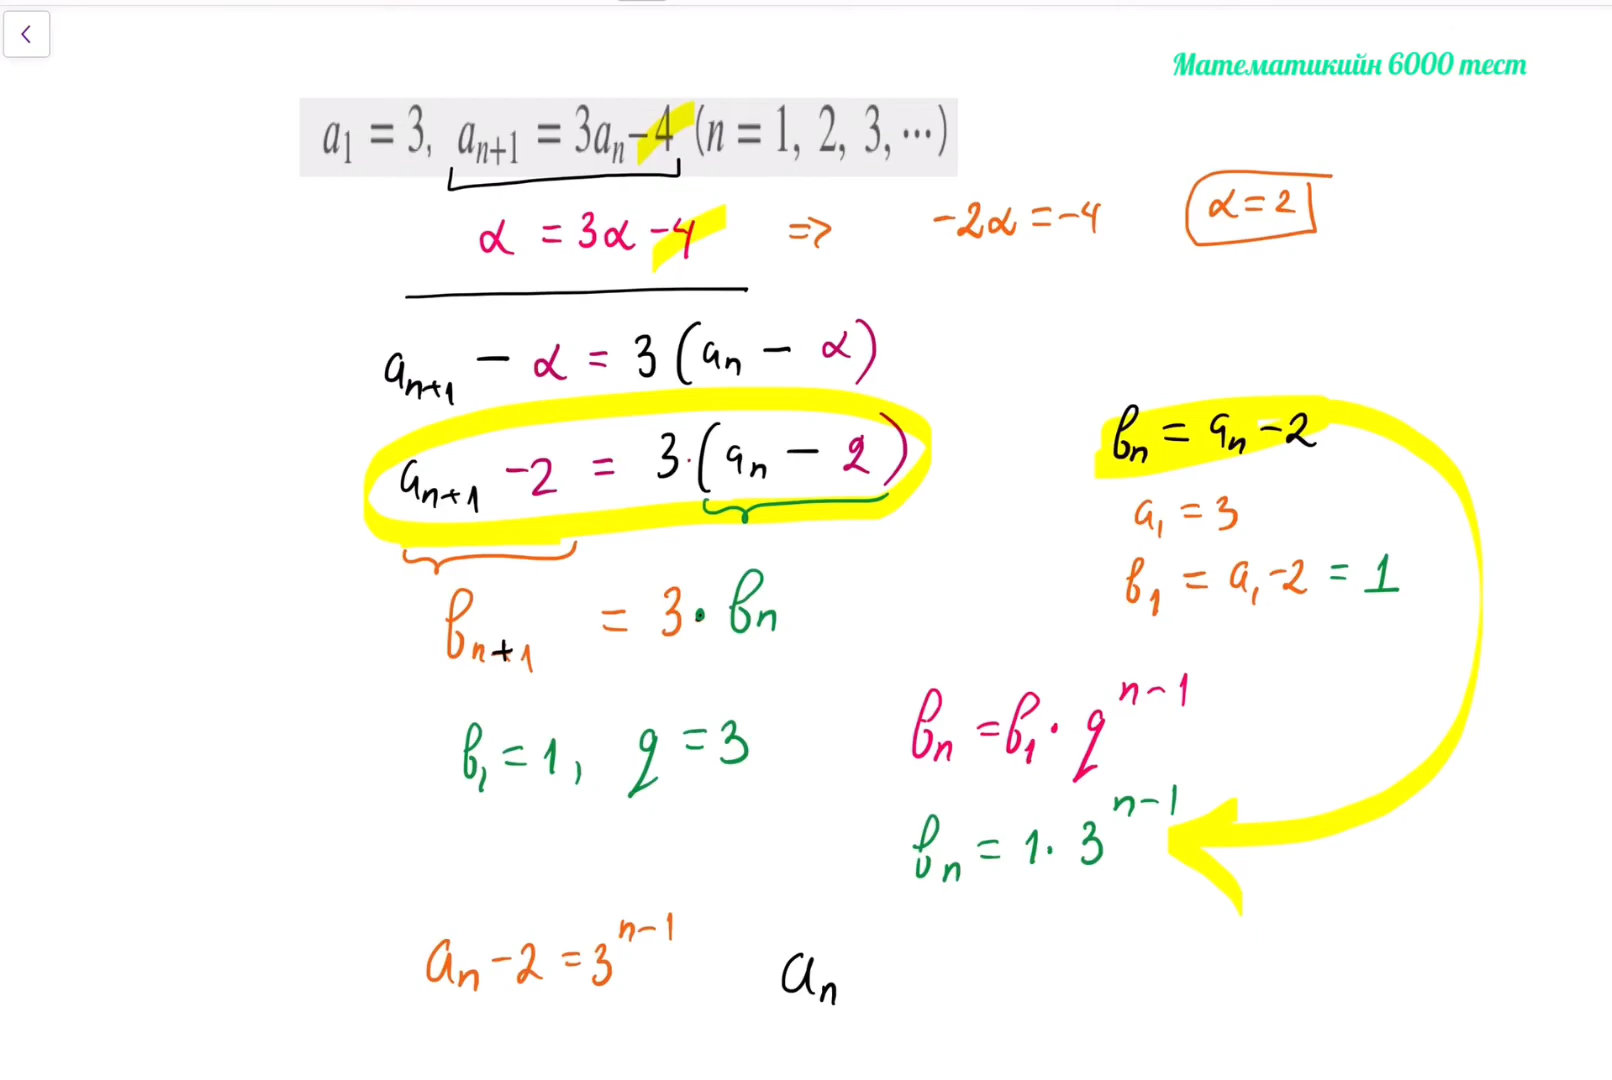 Математикийн 6000 тест
a₁ = 3, aₙ₊₁ = 3aₙ−4 (n = 1, 2, 3, ⋯)
α = 3α −4 => −2α = −4 α = 2
aₙ₊₁ − α = 3 (aₙ − α)
aₙ₊₁ −2 = 3·(aₙ − 2)
bₙ = aₙ −2
a₁ = 3
b₁ = a₁ −2 = 1
bₙ₊₁ = 3 · bₙ
b₁ = 1, q = 3
bₙ = b₁ · qⁿ⁻¹
bₙ = 1 · 3ⁿ⁻¹
aₙ −2 = 3ⁿ⁻¹ aₙ